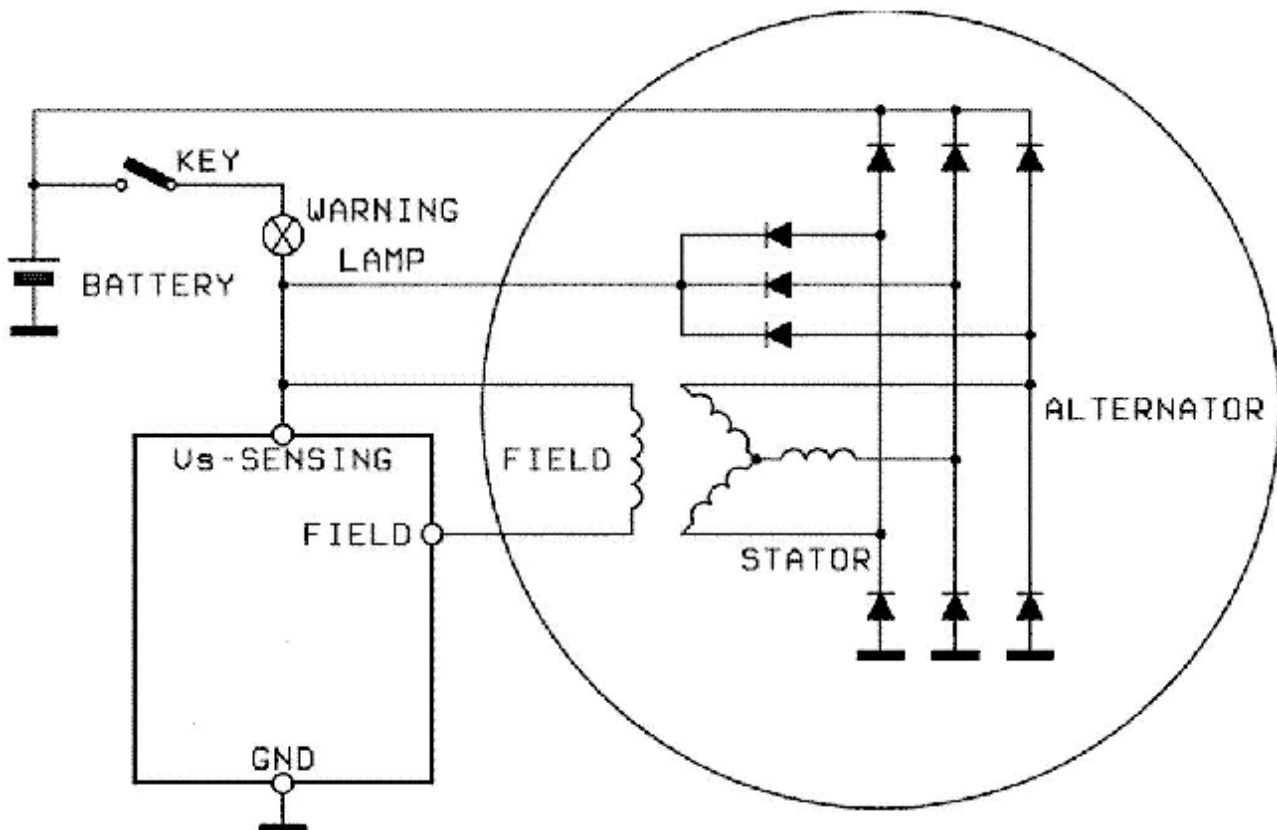 KEY
WARNING
LAMP
BATTERY
ALTERNATOR
Vs-SENSING
FIELD
FIELD
STATOR
GND